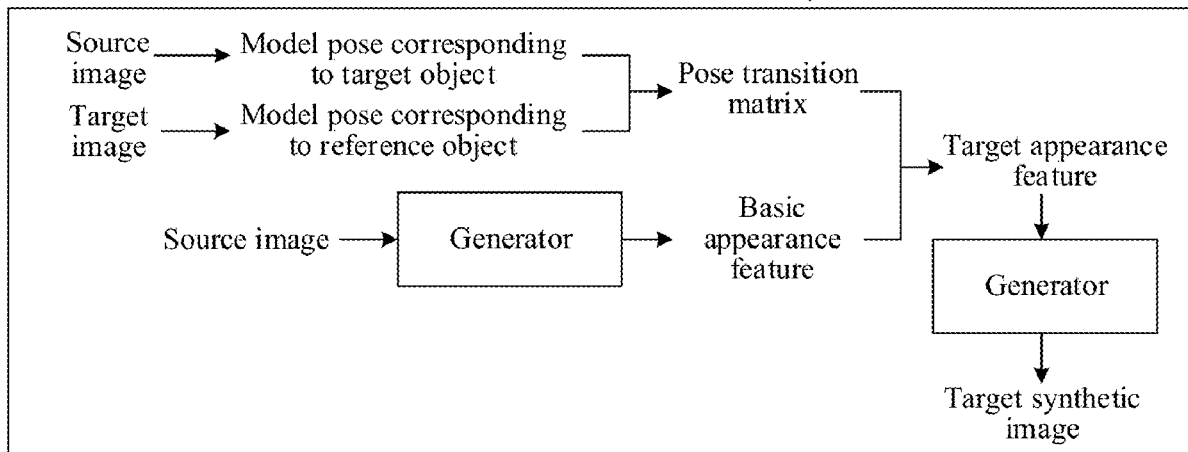 Source
image
Model pose corresponding
to target object
Target
image
Model pose corresponding
to reference object
Pose transition
matrix
Source image
Generator
Basic
appearance
feature
Target appearance
feature
Generator
Target synthetic
image